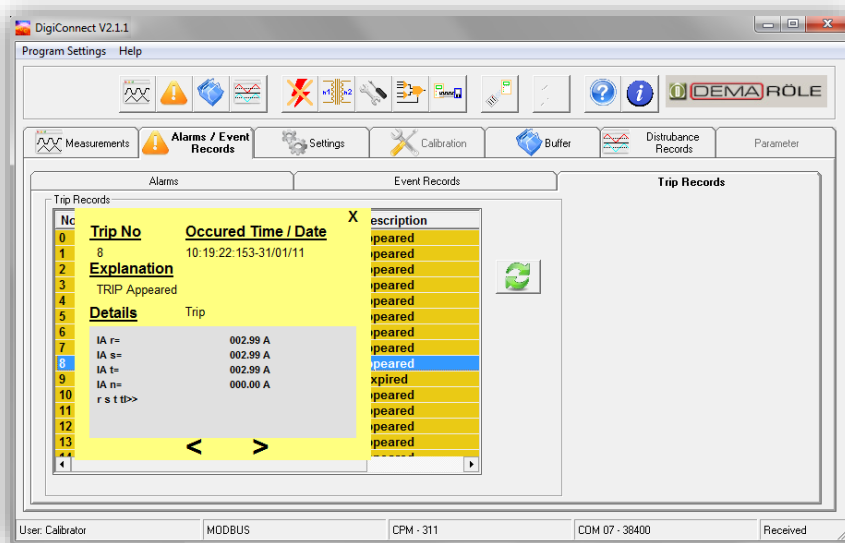 DigiConnect V2.1.1
Program Settings Help
h1 h2
DEMA RÖLE
Measurements
Alarms / Event
Records
Settings
Calibration
Buffer
Distrubance
Records
Parameter
Alarms
Event Records
Trip Records
Trip Records
No
escription
0 ppeared
1 ppeared
2 ppeared
3 ppeared
4 ppeared
5 ppeared
6 ppeared
7 ppeared
8 ppeared
9 xpired
10 ppeared
11 ppeared
12 ppeared
13 ppeared
X
Trip No Occured Time / Date
8 10:19:22:153-31/01/11
Explanation
TRIP Appeared
Details Trip
IA r= 002.99 A
IA s= 002.99 A
IA t= 002.99 A
IA n= 000.00 A
r s t tI>>
< >
User: Calibrator MODBUS CPM - 311 COM 07 - 38400 Received